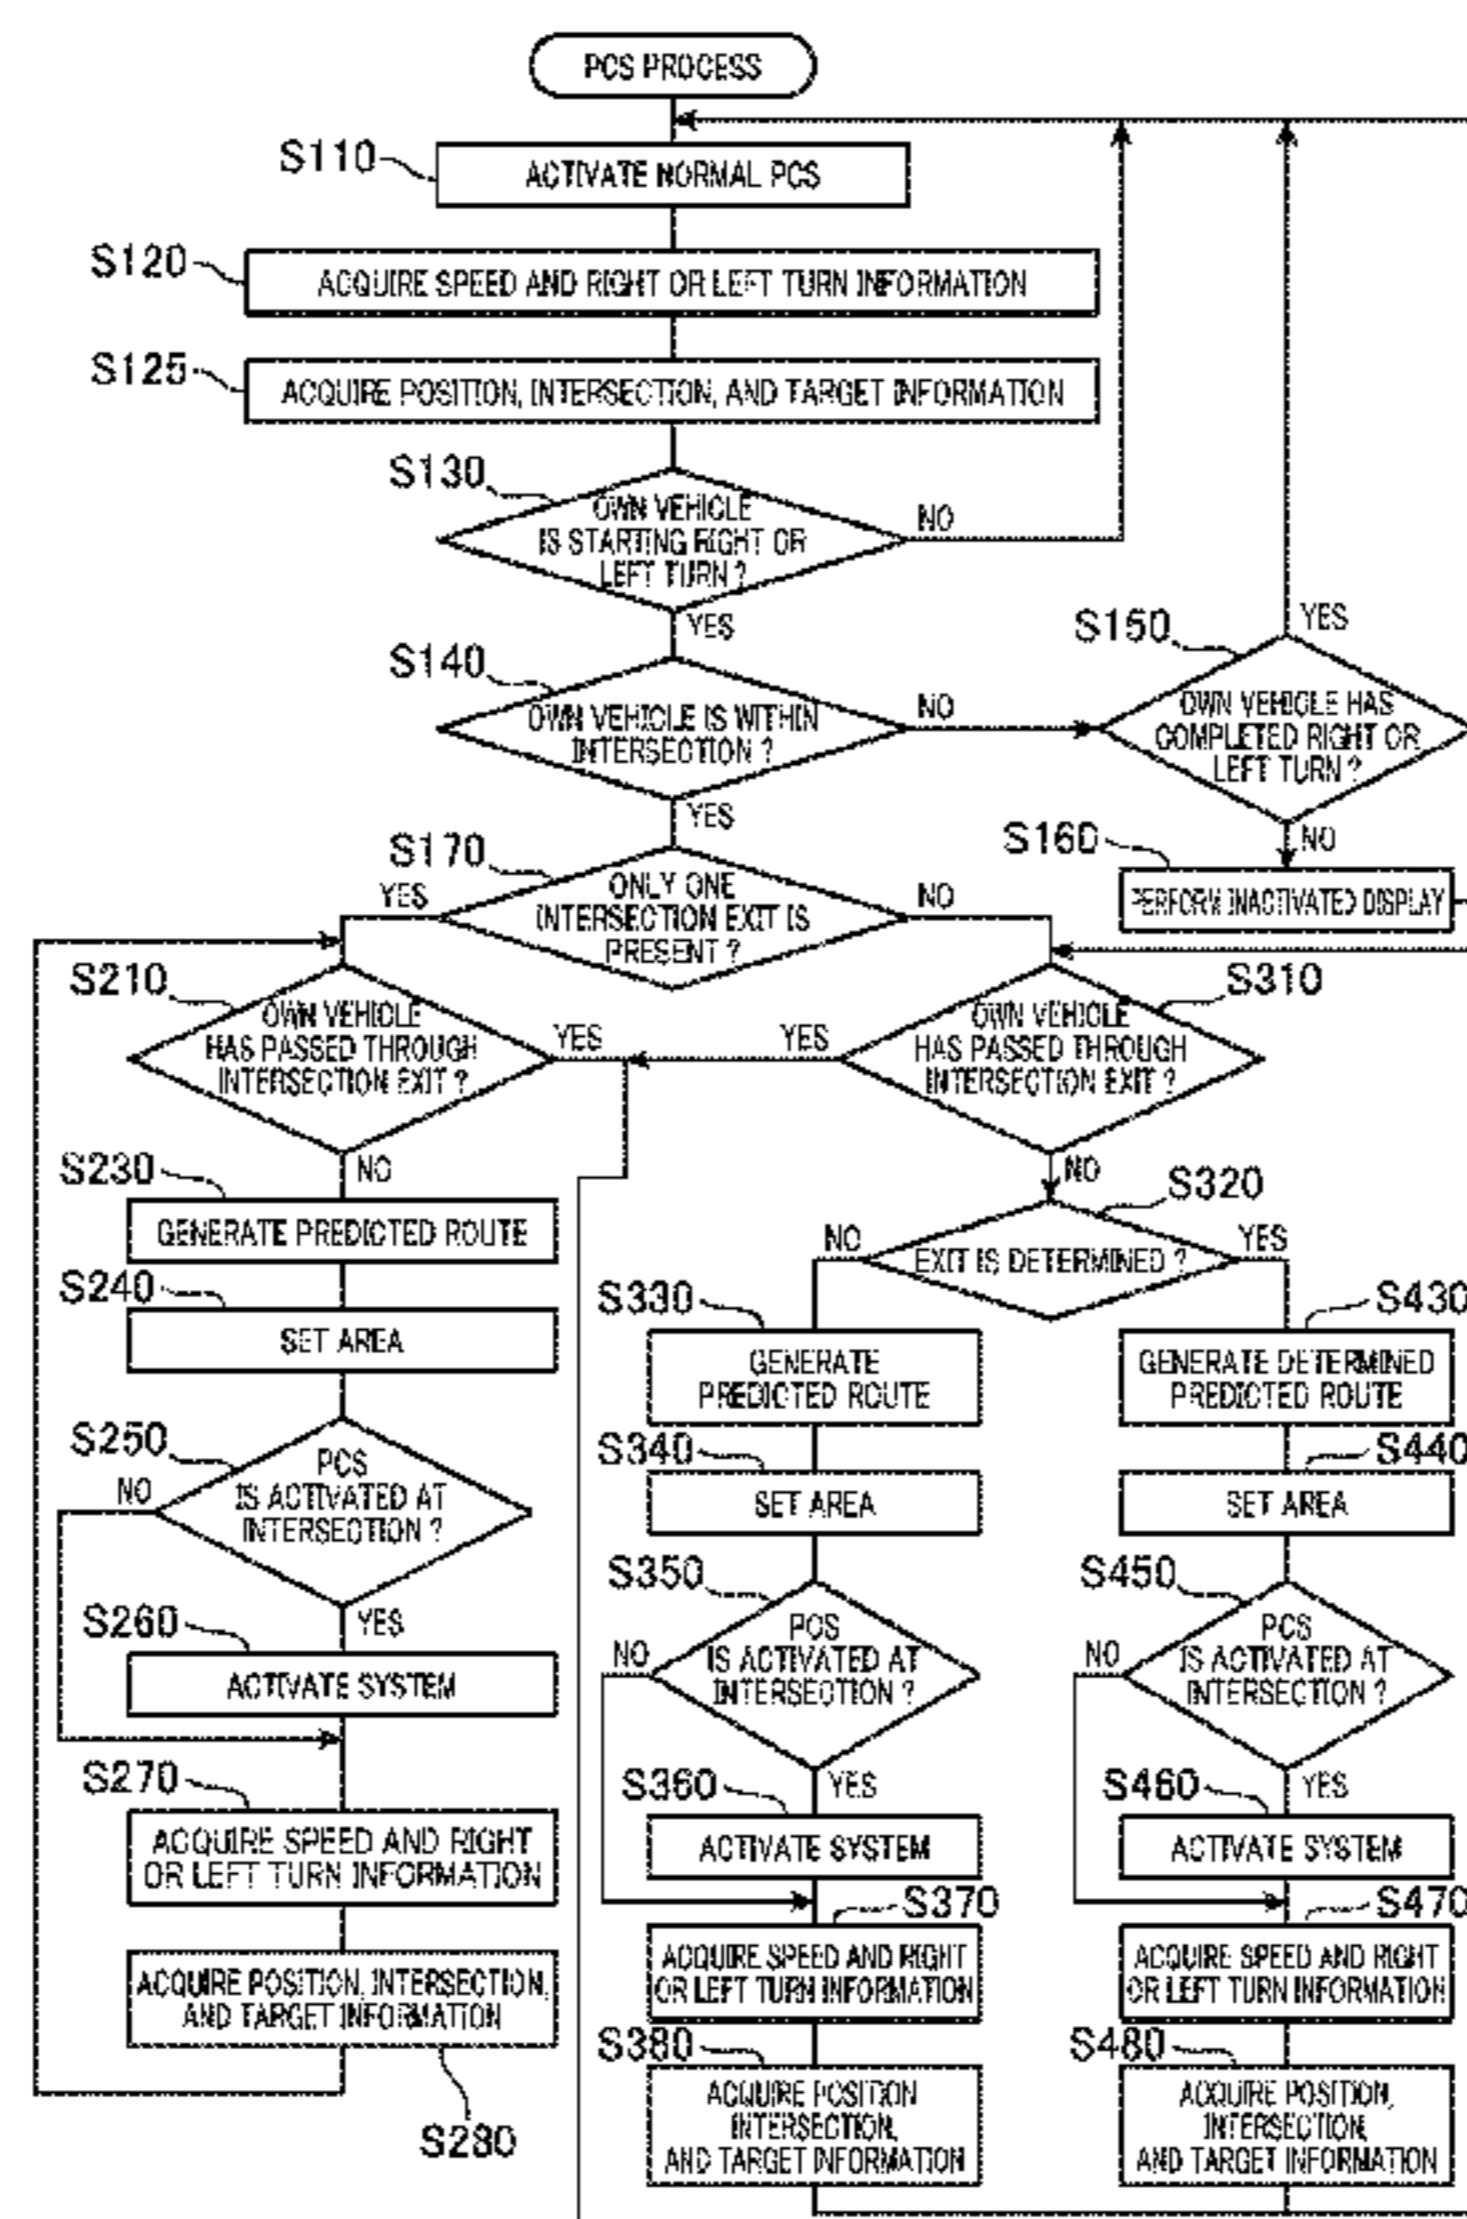 PCS PROCESS
S110
ACTIVATE NORMAL PCS
S120
ACQUIRE SPEED AND RIGHT OR LEFT TURN INFORMATION
S125
ACQUIRE POSITION, INTERSECTION, AND TARGET INFORMATION
S130
OWN VEHICLE
IS STARTING RIGHT OR
LEFT TURN ?
NO
YES
S140
OWN VEHICLE IS WITHIN
INTERSECTION ?
NO
YES
S150
OWN VEHICLE HAS
COMPLETED RIGHT OR
LEFT TURN ?
YES
NO
S160
PERFORM INACTIVATED DISPLAY
S170
ONLY ONE
INTERSECTION EXIT IS
PRESENT ?
YES
NO
S210
OWN VEHICLE
HAS PASSED THROUGH
INTERSECTION EXIT ?
YES
NO
S230
GENERATE PREDICTED ROUTE
S240
SET AREA
S250
PCS
IS ACTIVATED AT
INTERSECTION ?
NO
YES
S260
ACTIVATE SYSTEM
S270
ACQUIRE SPEED AND RIGHT
OR LEFT TURN INFORMATION
ACQUIRE POSITION, INTERSECTION,
AND TARGET INFORMATION
S280
S310
OWN VEHICLE
HAS PASSED THROUGH
INTERSECTION EXIT ?
YES
NO
S320
EXIT IS DETERMINED ?
NO
YES
S330
GENERATE
PREDICTED ROUTE
S340
SET AREA
S350
PCS
IS ACTIVATED AT
INTERSECTION ?
NO
YES
S360
ACTIVATE SYSTEM
S370
ACQUIRE SPEED AND RIGHT
OR LEFT TURN INFORMATION
S380
ACQUIRE POSITION
INTERSECTION,
AND TARGET INFORMATION
S430
GENERATE DETERMINED
PREDICTED ROUTE
S440
SET AREA
S450
PCS
IS ACTIVATED AT
INTERSECTION ?
NO
YES
S460
ACTIVATE SYSTEM
S470
ACQUIRE SPEED AND RIGHT
OR LEFT TURN INFORMATION
S480
ACQUIRE POSITION,
INTERSECTION,
AND TARGET INFORMATION